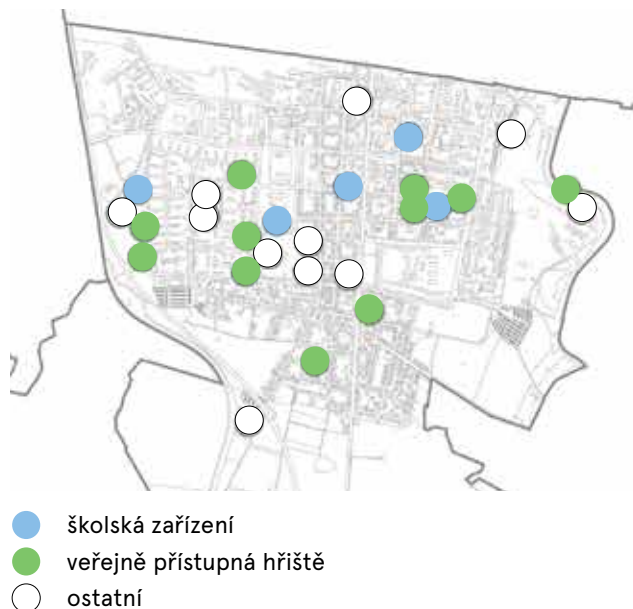 školská zařízení
veřejně přístupná hřiště
ostatní